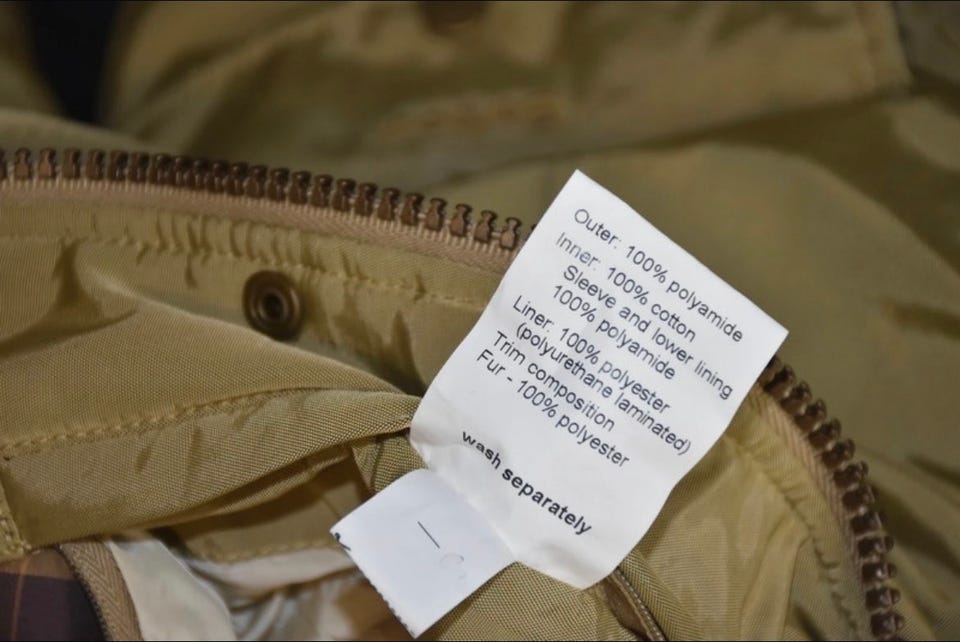 Outer: 100% polyamide
Inner: 100% cotton
Sleeve and lower lining
100% polyamide
Liner: 100% polyester
(polyurethane laminated)
Trim composition
Fur - 100% polyester
wash separately